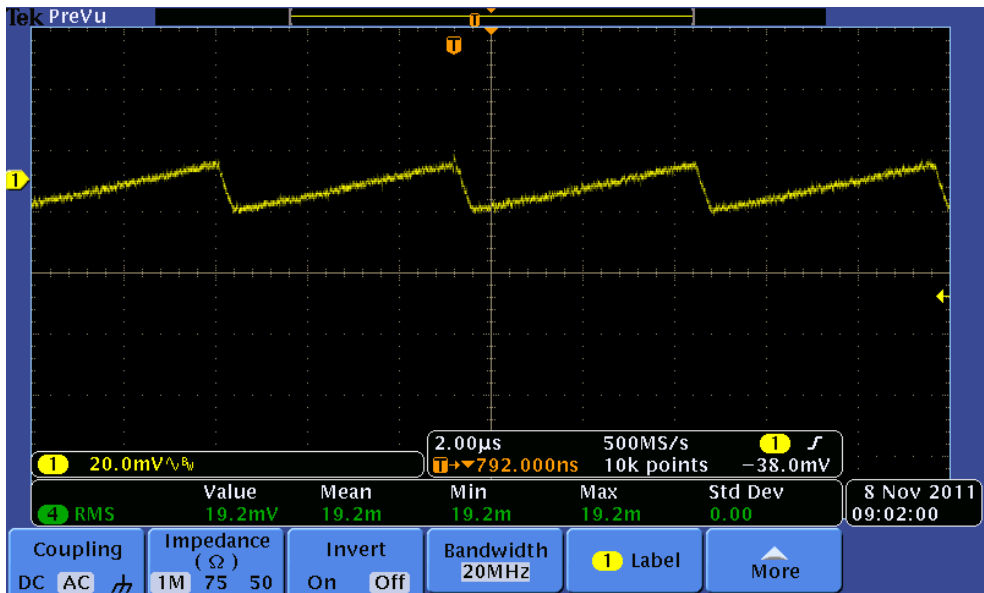 Tek PreVu
T
T
1
2.00µs 500MS/s 1
1 20.0mV∿BW T→▼792.000ns 10k points −38.0mV
Value Mean Min Max Std Dev
4 RMS 19.2mV 19.2m 19.2m 19.2m 0.00
8 Nov 2011
09:02:00
Coupling
DC AC
Impedance
(Ω)
1M 75 50
Invert
On Off
Bandwidth
20MHz
1 Label
More